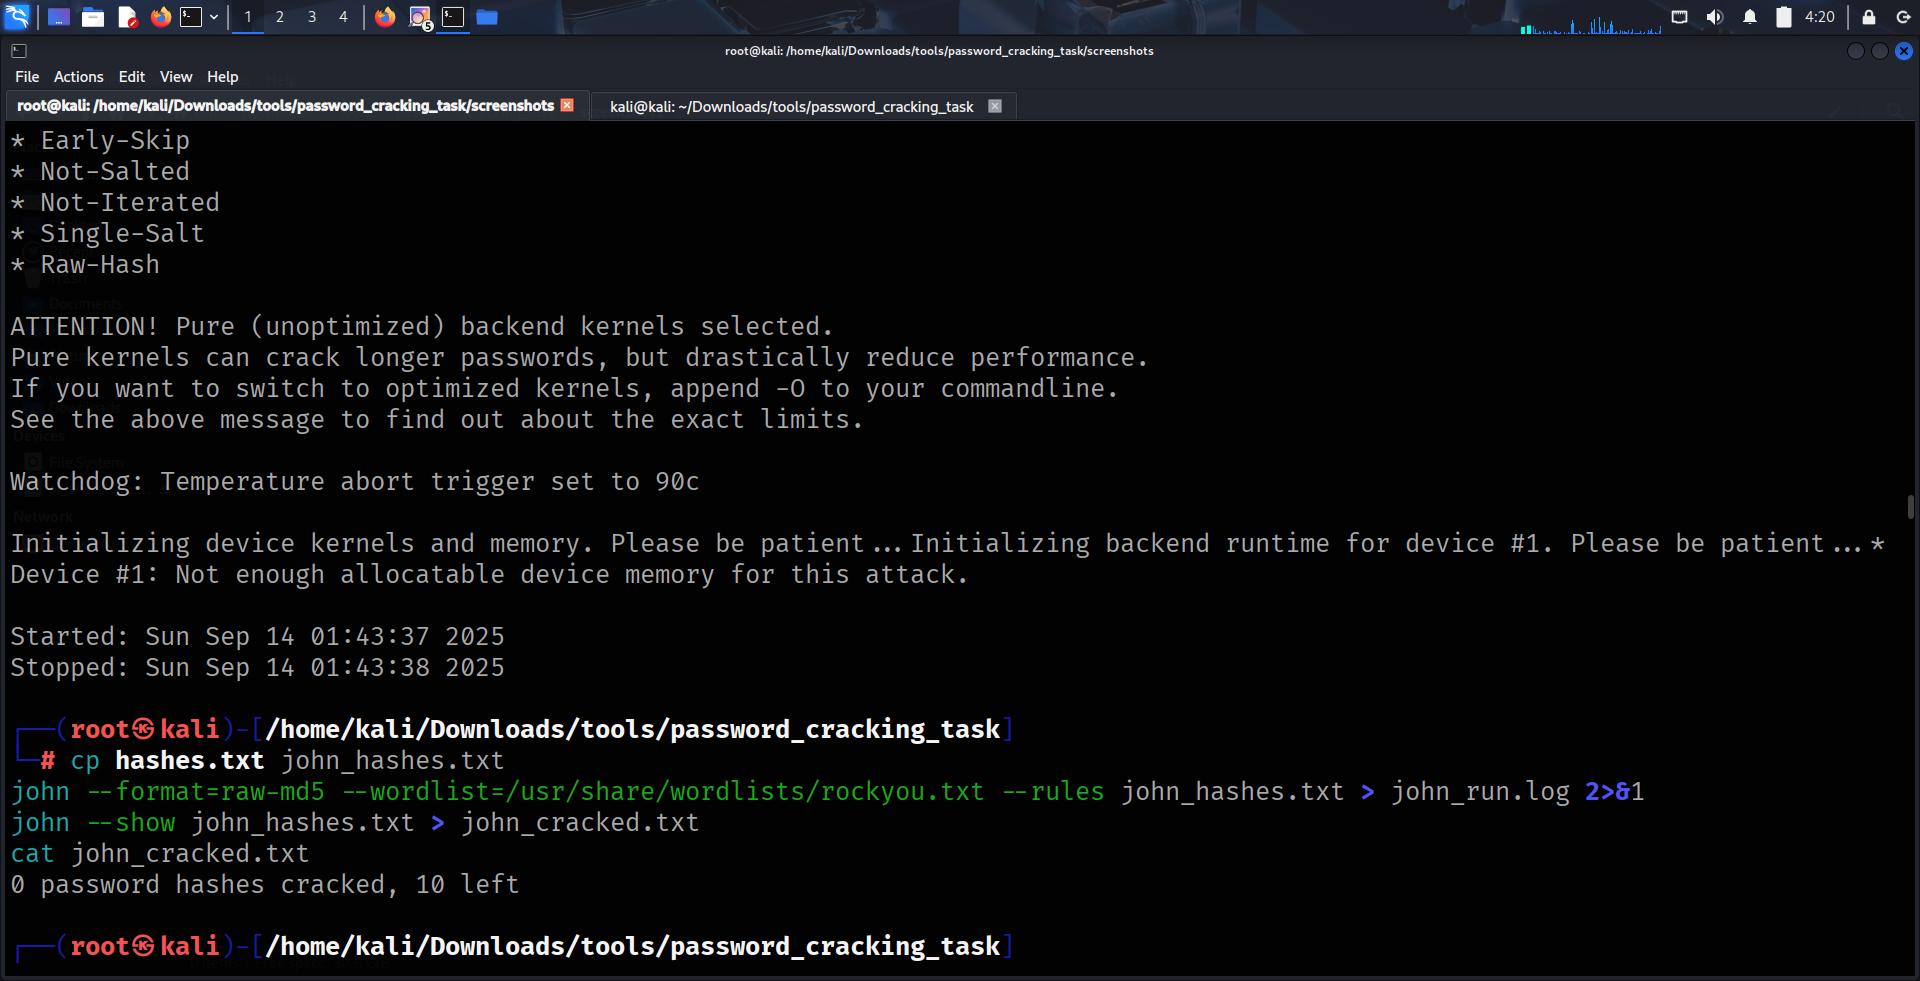 1 2 3 4 5 4:20
root@kali: /home/kali/Downloads/tools/password_cracking_task/screenshots
File Actions Edit View Help
root@kali: /home/kali/Downloads/tools/password_cracking_task/screenshots kali@kali: ~/Downloads/tools/password_cracking_task
* Early-Skip
* Not-Salted
* Not-Iterated
* Single-Salt
* Raw-Hash
Documents
ATTENTION! Pure (unoptimized) backend kernels selected.
Pure kernels can crack longer passwords, but drastically reduce performance.
If you want to switch to optimized kernels, append -O to your commandline.
See the above message to find out about the exact limits.
Devices
File System
Watchdog: Temperature abort trigger set to 90c
Network
Initializing device kernels and memory. Please be patient...Initializing backend runtime for device #1. Please be patient...*
Device #1: Not enough allocatable device memory for this attack.
Started: Sun Sep 14 01:43:37 2025
Stopped: Sun Sep 14 01:43:38 2025
┌──(root㉿kali)-[/home/kali/Downloads/tools/password_cracking_task]
└─# cp hashes.txt john_hashes.txt
john --format=raw-md5 --wordlist=/usr/share/wordlists/rockyou.txt --rules john_hashes.txt > john_run.log 2>&1
john --show john_hashes.txt > john_cracked.txt
cat john_cracked.txt
0 password hashes cracked, 10 left
┌──(root㉿kali)-[/home/kali/Downloads/tools/password_cracking_task]